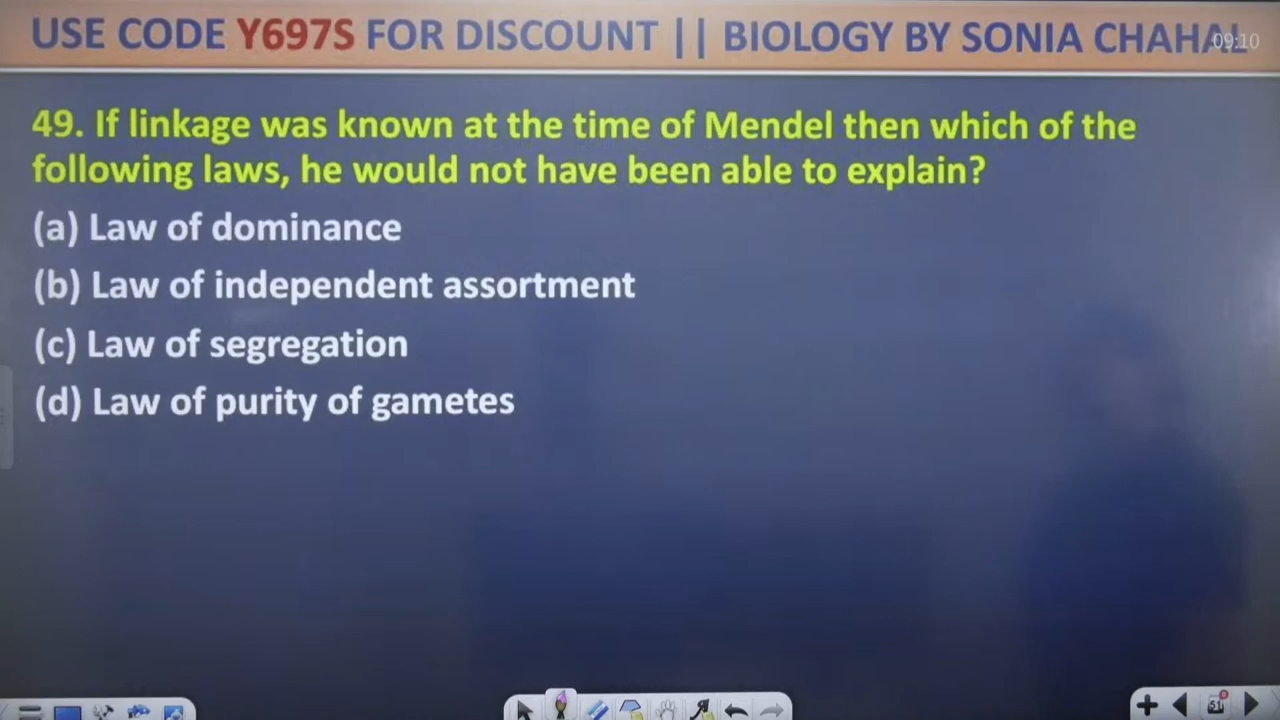 USE CODE Y697S FOR DISCOUNT || BIOLOGY BY SONIA CHAHAL
09:10
49. If linkage was known at the time of Mendel then which of the
following laws, he would not have been able to explain?
(a) Law of dominance
(b) Law of independent assortment
(c) Law of segregation
(d) Law of purity of gametes
51